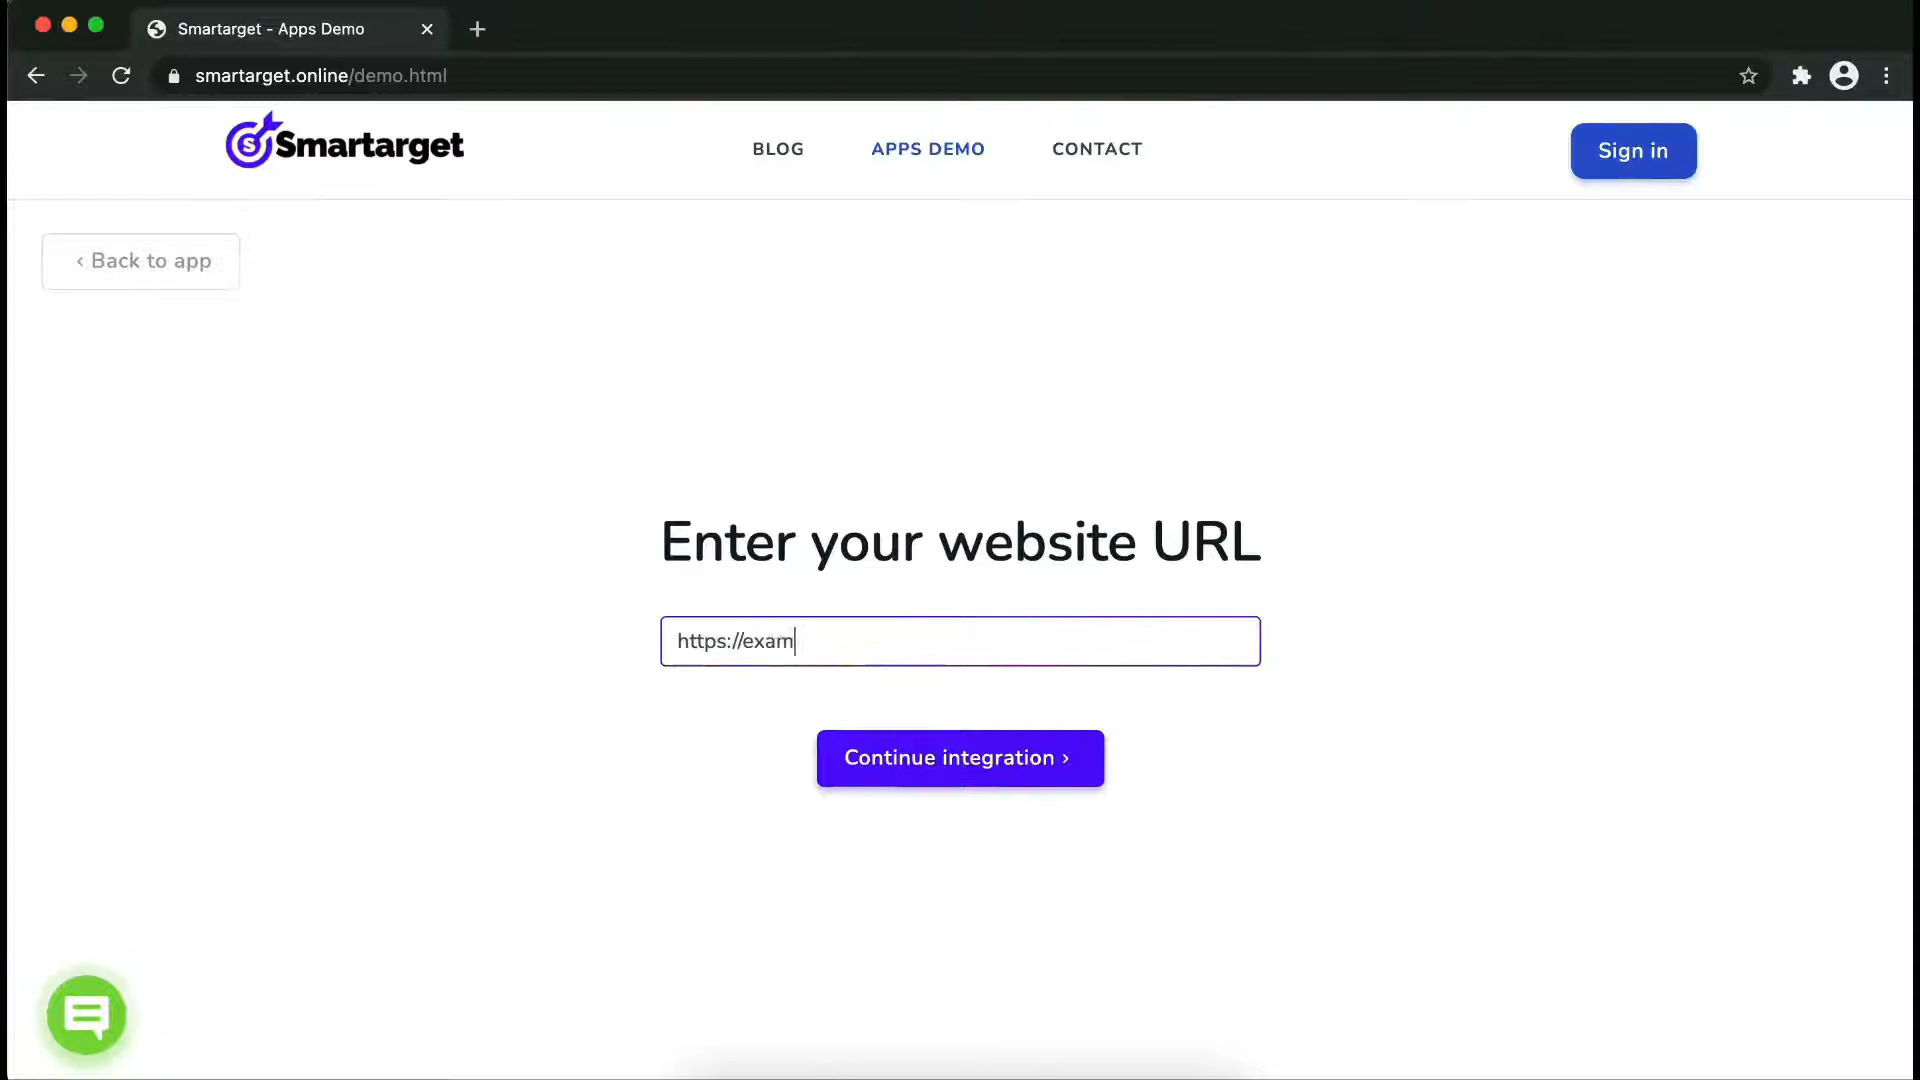 Smartarget - Apps Demo
smartarget.online/demo.html
Smartarget
BLOG
APPS DEMO
CONTACT
Sign in
‹ Back to app
Enter your website URL
https://exam
Continue integration ›